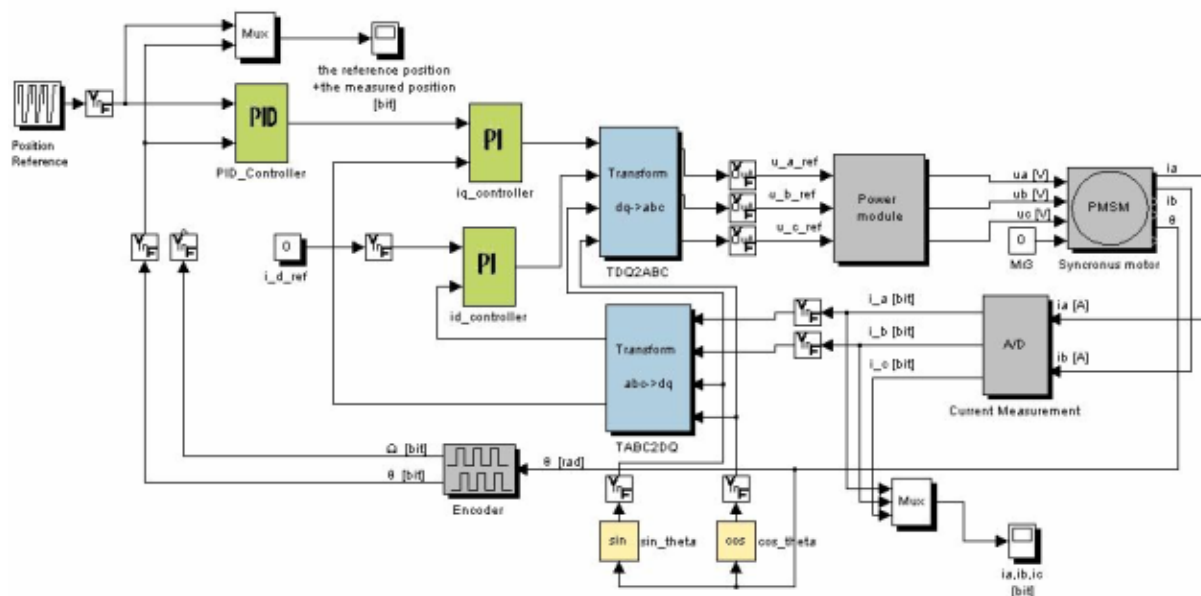 Mux
the reference position
+the measured position
[bit]
Position
Reference
PID
PID_Controller
PI
iq_controller
0
i_d_ref
PI
id_controller
Transform
dq->abc
TDQ2ABC
u_a_ref
u_b_ref
u_c_ref
Power
module
ua [V]
ub [V]
uc [V]
0
Mr3
PMSM
Syncronus motor
ia
ib
θ
Transform
abc->dq
TABC2DQ
i_a [bit]
i_b [bit]
i_c [bit]
A/D
ia [A]
ib [A]
Current Measurement
Ω [bit]
θ [bit]
Encoder
θ [rad]
sin
sin_theta
cos
cos_theta
Mux
ia,ib,ic
[bit]